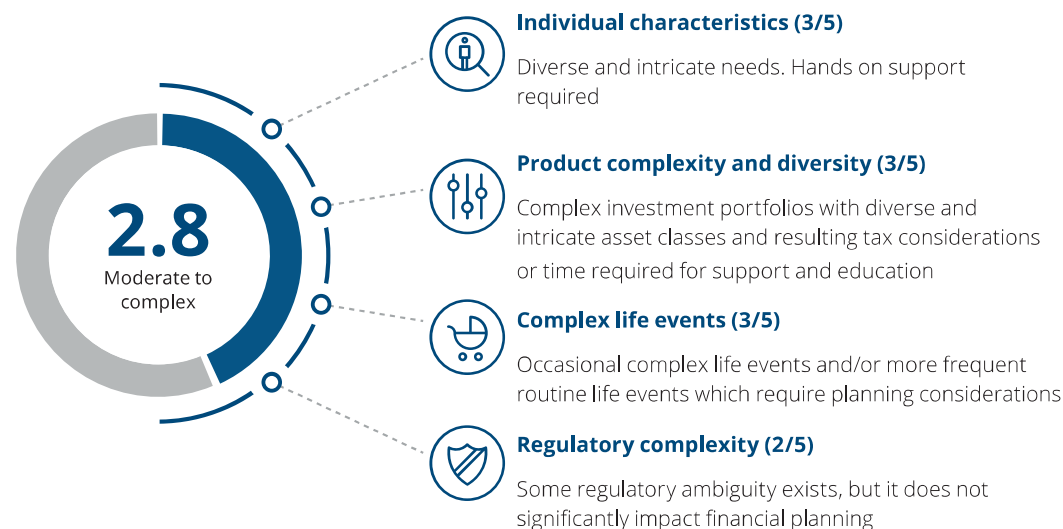 2.8
Moderate to
complex
Individual characteristics (3/5)
Diverse and intricate needs. Hands on support
required
Product complexity and diversity (3/5)
Complex investment portfolios with diverse and
intricate asset classes and resulting tax considerations
or time required for support and education
Complex life events (3/5)
Occasional complex life events and/or more frequent
routine life events which require planning considerations
Regulatory complexity (2/5)
Some regulatory ambiguity exists, but it does not
significantly impact financial planning